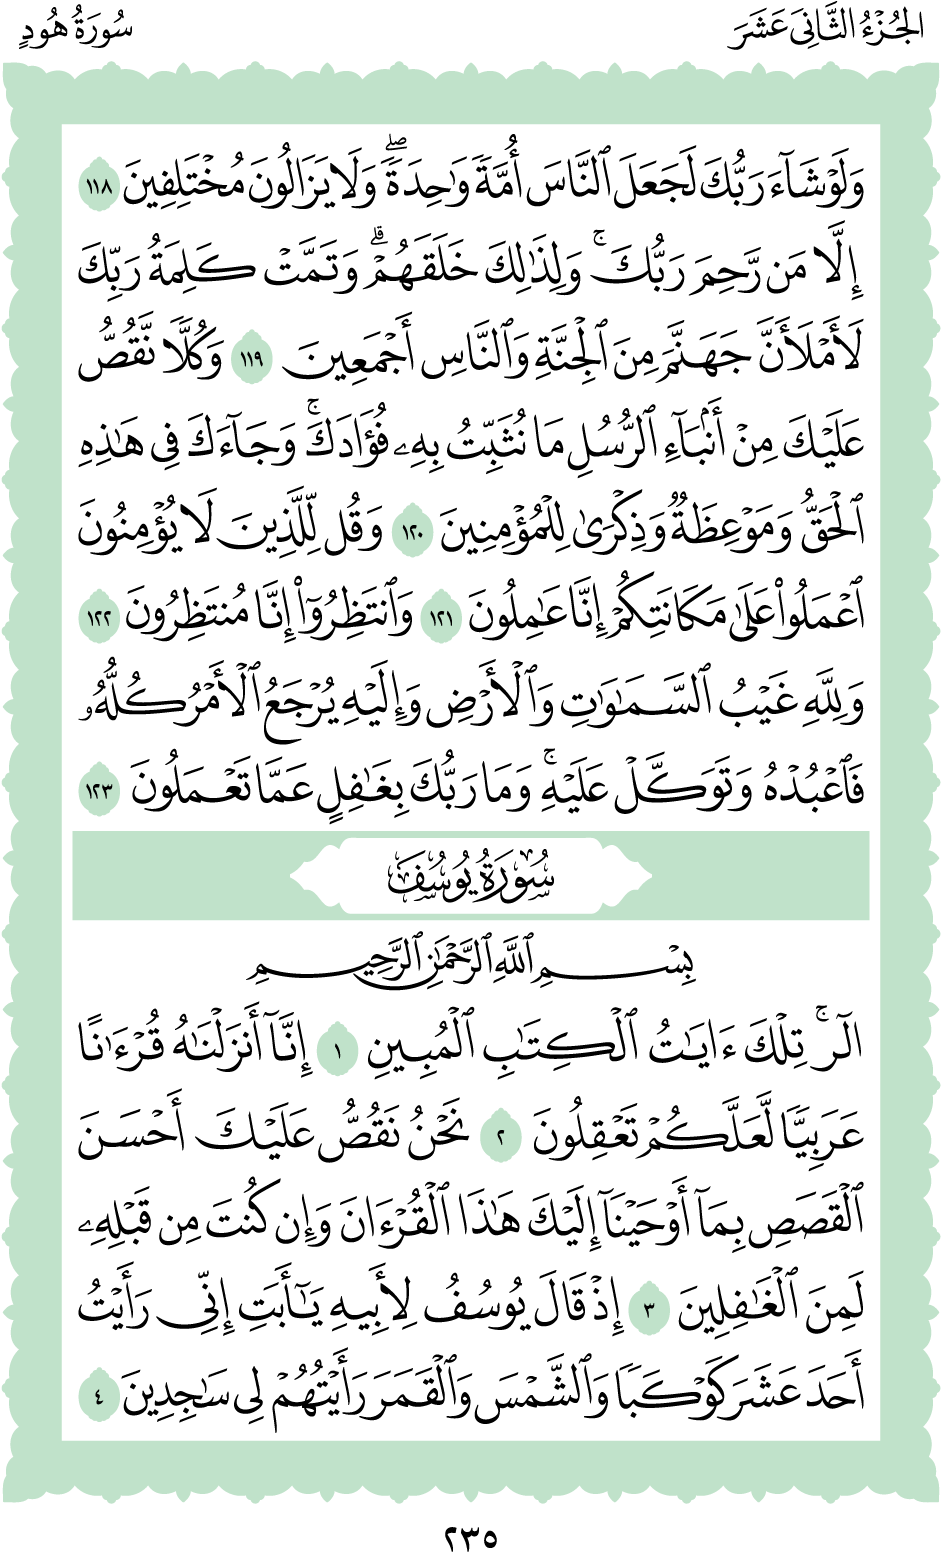 الجُزْءُ الثَّانِيَ عَشَرَ
سُورَةُ هُودٍ
وَلَوۡ شَآءَ رَبُّكَ لَجَعَلَ ٱلنَّاسَ أُمَّةٗ وَٰحِدَةٗۖ وَلَا يَزَالُونَ مُخۡتَلِفِينَ ١١٨
إِلَّا مَن رَّحِمَ رَبُّكَۚ وَلِذَٰلِكَ خَلَقَهُمۡۗ وَتَمَّتۡ كَلِمَةُ رَبِّكَ
لَأَمۡلَأَنَّ جَهَنَّمَ مِنَ ٱلۡجِنَّةِ وَٱلنَّاسِ أَجۡمَعِينَ ١١٩ وَكُلّٗا نَّقُصُّ
عَلَيۡكَ مِنۡ أَنۢبَآءِ ٱلرُّسُلِ مَا نُثَبِّتُ بِهِۦ فُؤَادَكَۚ وَجَآءَكَ فِي هَٰذِهِ
ٱلۡحَقُّ وَمَوۡعِظَةٞ وَذِكۡرَىٰ لِلۡمُؤۡمِنِينَ ١٢٠ وَقُل لِّلَّذِينَ لَا يُؤۡمِنُونَ
ٱعۡمَلُواْ عَلَىٰ مَكَانَتِكُمۡ إِنَّا عَٰمِلُونَ ١٢١ وَٱنتَظِرُوٓاْ إِنَّا مُنتَظِرُونَ ١٢٢
وَلِلَّهِ غَيۡبُ ٱلسَّمَٰوَٰتِ وَٱلۡأَرۡضِ وَإِلَيۡهِ يُرۡجَعُ ٱلۡأَمۡرُ كُلُّهُۥ
فَٱعۡبُدۡهُ وَتَوَكَّلۡ عَلَيۡهِۚ وَمَا رَبُّكَ بِغَٰفِلٍ عَمَّا تَعۡمَلُونَ ١٢٣
سُورَةُ يُوسُفَ
بِسۡمِ ٱللَّهِ ٱلرَّحۡمَٰنِ ٱلرَّحِيمِ
الٓرۚ تِلۡكَ ءَايَٰتُ ٱلۡكِتَٰبِ ٱلۡمُبِينِ ١ إِنَّآ أَنزَلۡنَٰهُ قُرۡءَٰنًا
عَرَبِيّٗا لَّعَلَّكُمۡ تَعۡقِلُونَ ٢ نَحۡنُ نَقُصُّ عَلَيۡكَ أَحۡسَنَ
ٱلۡقَصَصِ بِمَآ أَوۡحَيۡنَآ إِلَيۡكَ هَٰذَا ٱلۡقُرۡءَانَ وَإِن كُنتَ مِن قَبۡلِهِۦ
لَمِنَ ٱلۡغَٰفِلِينَ ٣ إِذۡ قَالَ يُوسُفُ لِأَبِيهِ يَٰٓأَبَتِ إِنِّي رَأَيۡتُ
أَحَدَ عَشَرَ كَوۡكَبٗا وَٱلشَّمۡسَ وَٱلۡقَمَرَ رَأَيۡتُهُمۡ لِي سَٰجِدِينَ ٤
٢٣٥